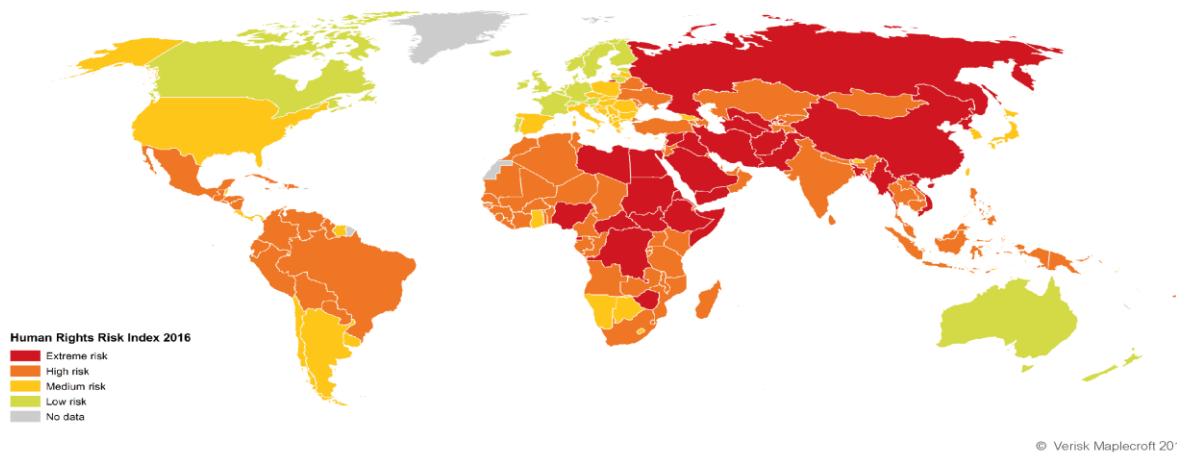 Human Rights Risk Index 2016
Extreme risk
High risk
Medium risk
Low risk
No data
© Verisk Maplecroft